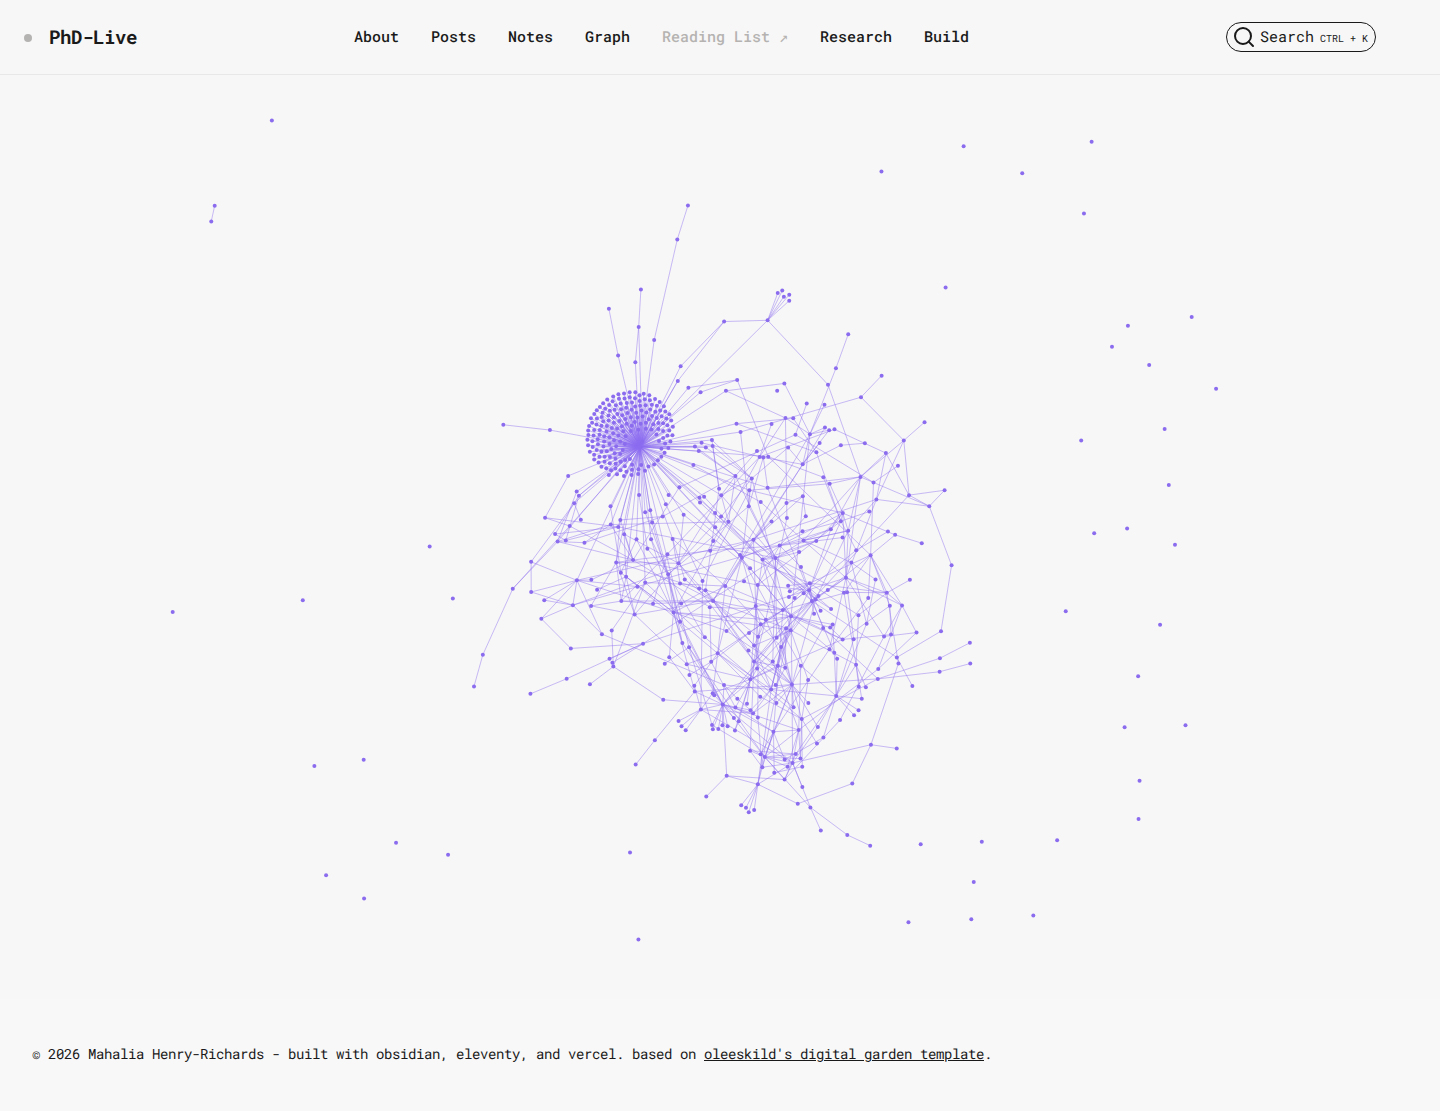 PhD-Live
About Posts Notes Graph Reading List ↗ Research Build
Search CTRL + K
© 2026 Mahalia Henry-Richards - built with obsidian, eleventy, and vercel. based on oleeskild's digital garden template.